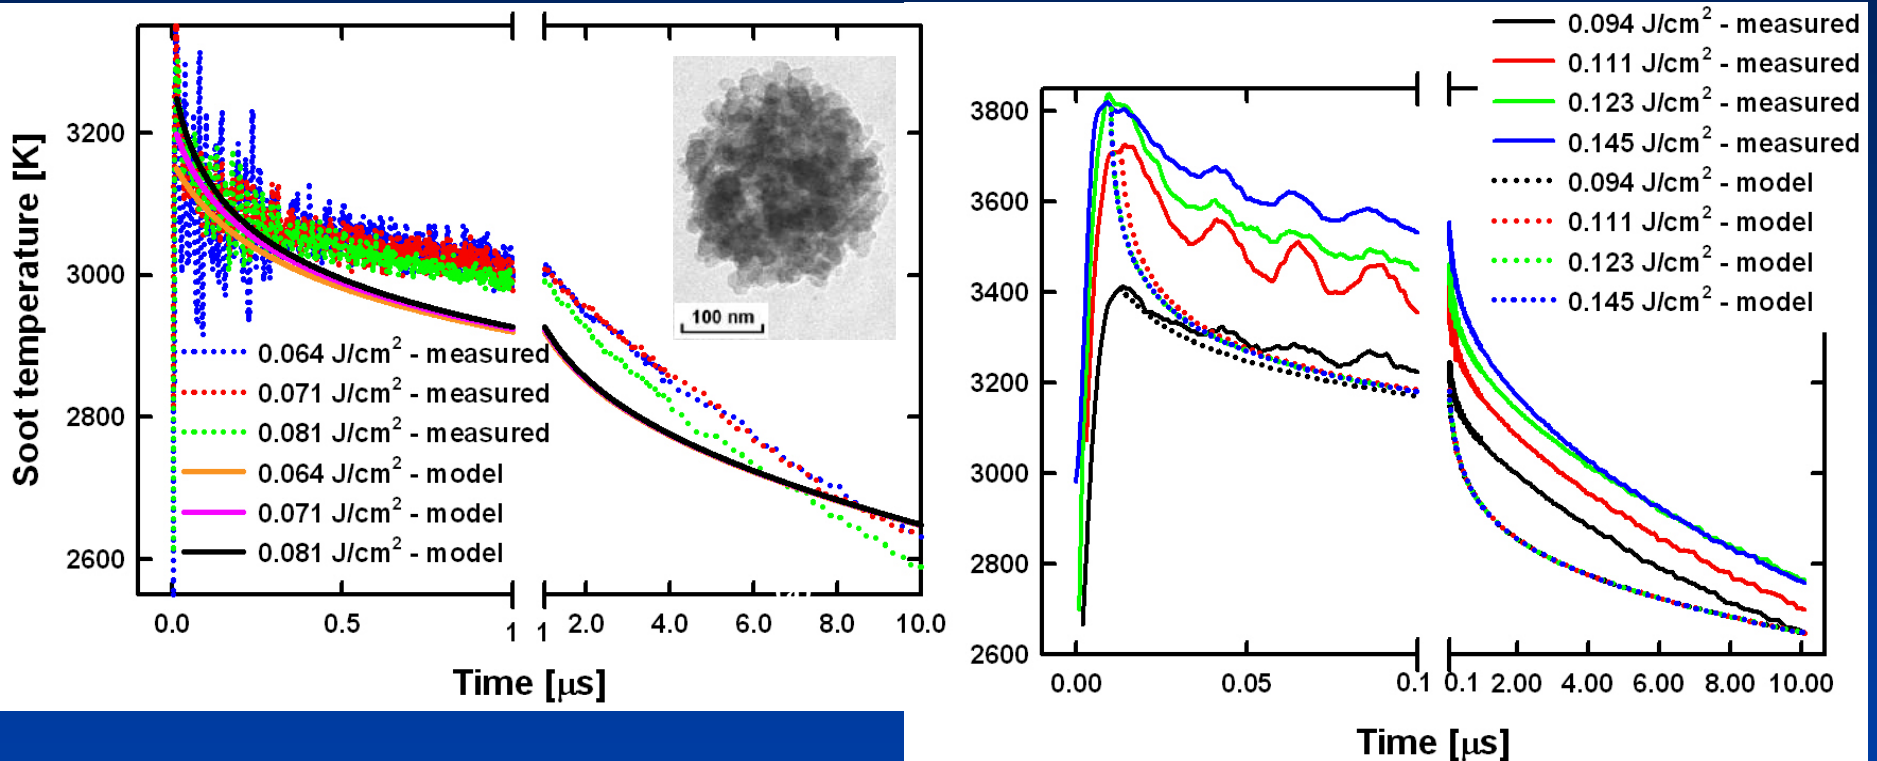 Soot temperature [K]
3200
3000
2800
2600
0.064 J/cm² - measured
0.071 J/cm² - measured
0.081 J/cm² - measured
0.064 J/cm² - model
0.071 J/cm² - model
0.081 J/cm² - model
100 nm
0.0 0.5 1 1 2.0 4.0 6.0 8.0 10.0
Time [μs]
0.094 J/cm² - measured
0.111 J/cm² - measured
0.123 J/cm² - measured
0.145 J/cm² - measured
0.094 J/cm² - model
0.111 J/cm² - model
0.123 J/cm² - model
0.145 J/cm² - model
3800
3600
3400
3200
3000
2800
2600
0.00 0.05 0.1 0.1 2.00 4.00 6.00 8.00 10.00
Time [μs]